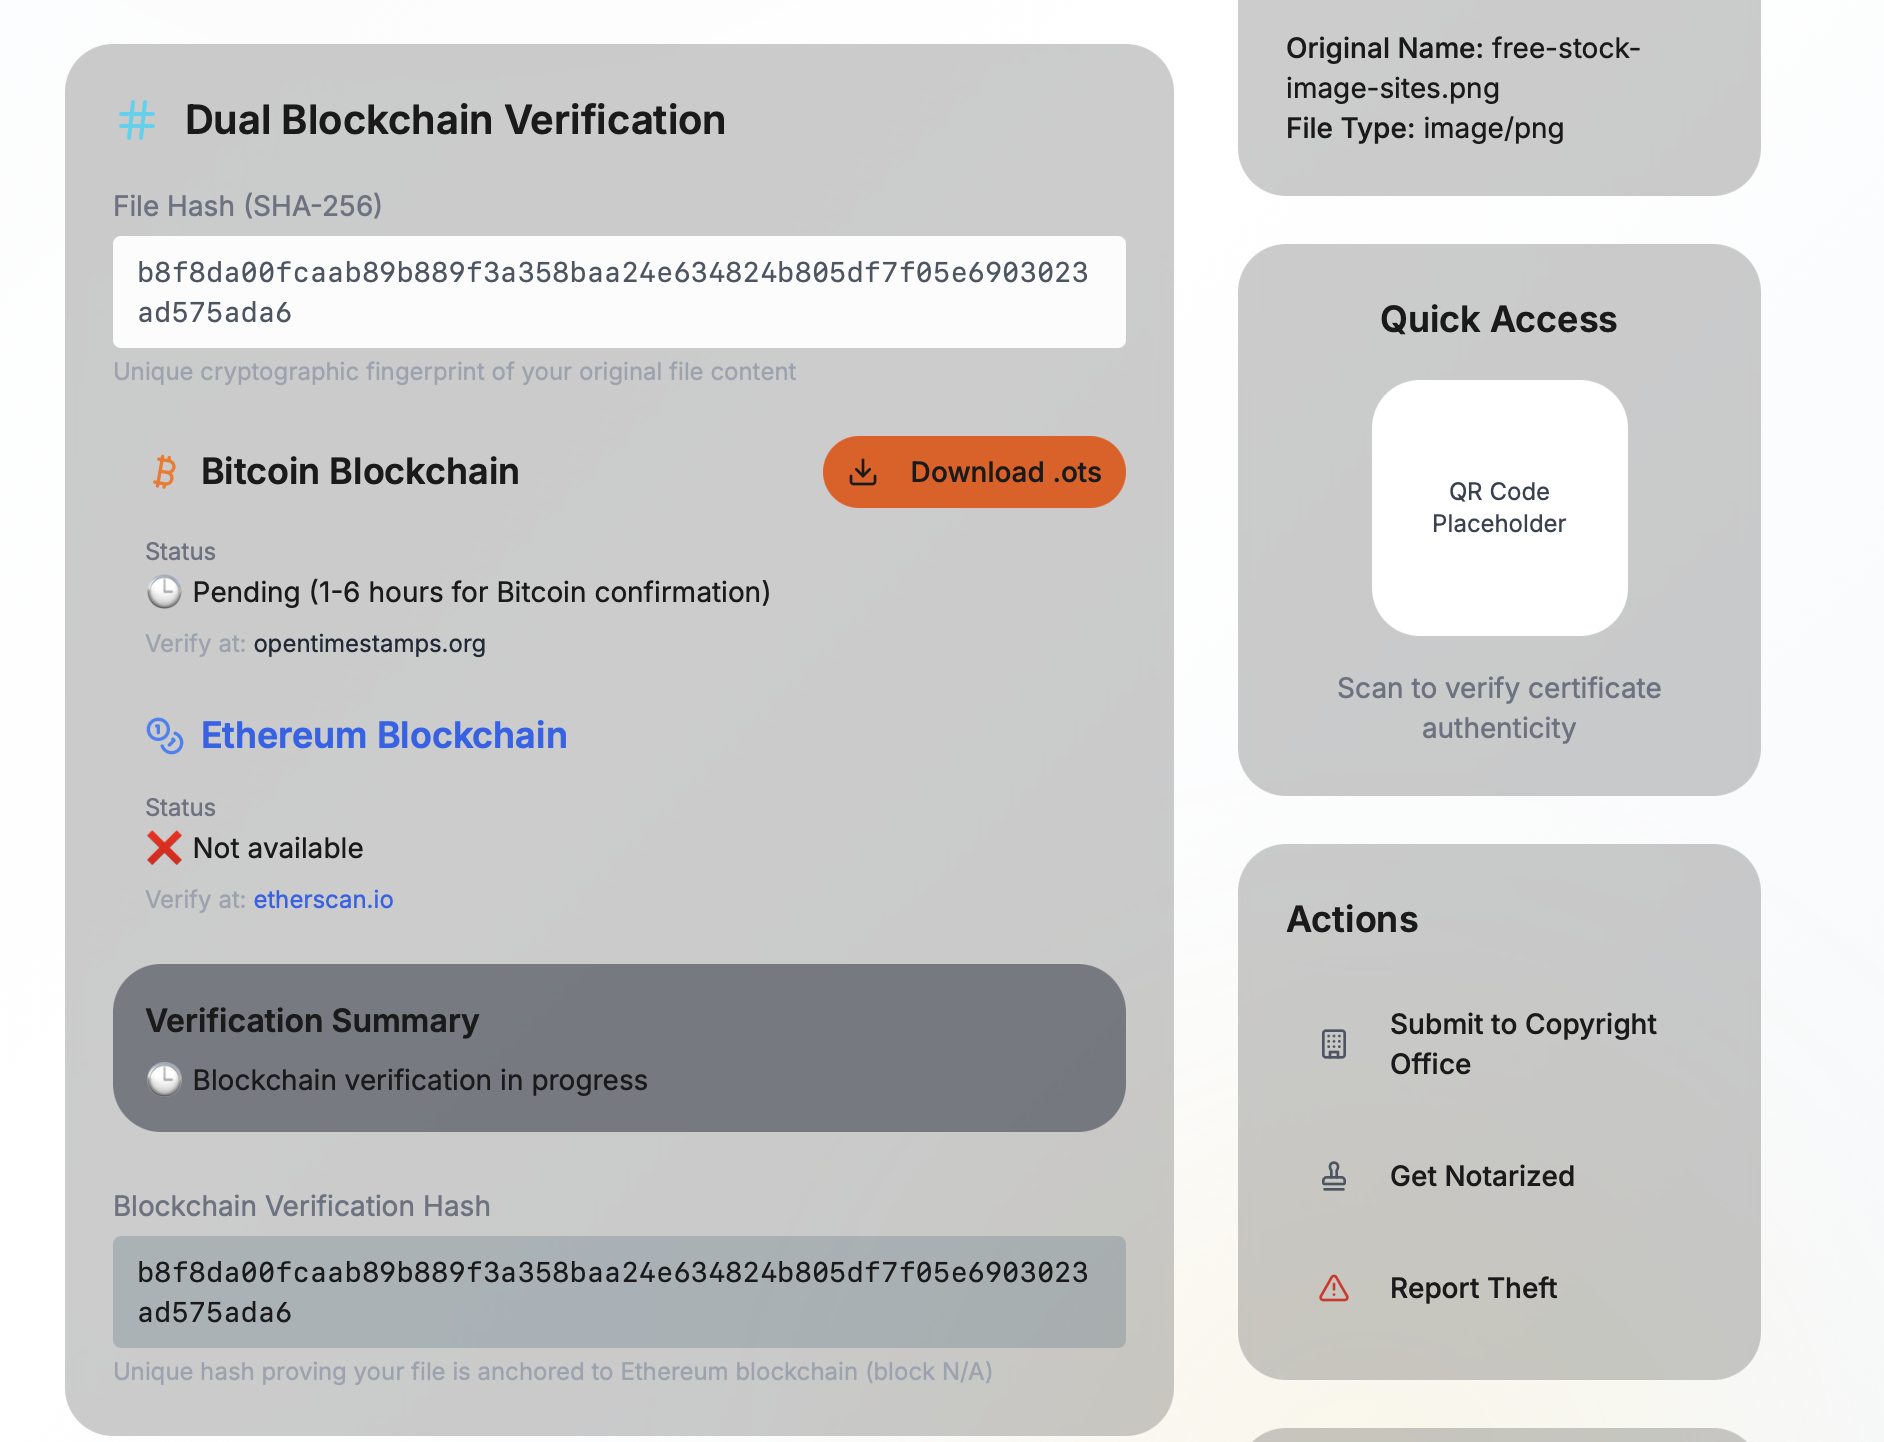 Dual Blockchain Verification
File Hash (SHA-256)
b8f8da00fcaab89b889f3a358baa24e634824b805df7f05e6903023
ad575ada6
Unique cryptographic fingerprint of your original file content
Bitcoin Blockchain
Download .ots
Status
Pending (1-6 hours for Bitcoin confirmation)
Verify at: opentimestamps.org
Ethereum Blockchain
Status
Not available
Verify at: etherscan.io
Verification Summary
Blockchain verification in progress
Blockchain Verification Hash
b8f8da00fcaab89b889f3a358baa24e634824b805df7f05e6903023
ad575ada6
Unique hash proving your file is anchored to Ethereum blockchain (block N/A)
Original Name: free-stock-
image-sites.png
File Type: image/png
Quick Access
QR Code
Placeholder
Scan to verify certificate
authenticity
Actions
Submit to Copyright
Office
Get Notarized
Report Theft